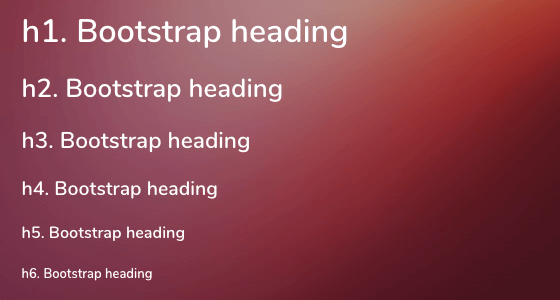 h1. Bootstrap heading
h2. Bootstrap heading
h3. Bootstrap heading
h4. Bootstrap heading
h5. Bootstrap heading
h6. Bootstrap heading